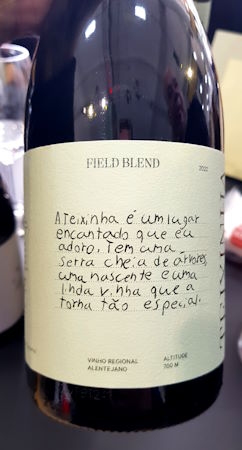 FIELD BLEND
2022
A Teixinha é um lugar
encantado que eu
adoro. Tem uma
serra cheia de árvores,
uma nascente e uma
linda vinha que a
torna tão especial.
VINHO REGIONAL
ALENTEJANO
ALTITUDE
700 M